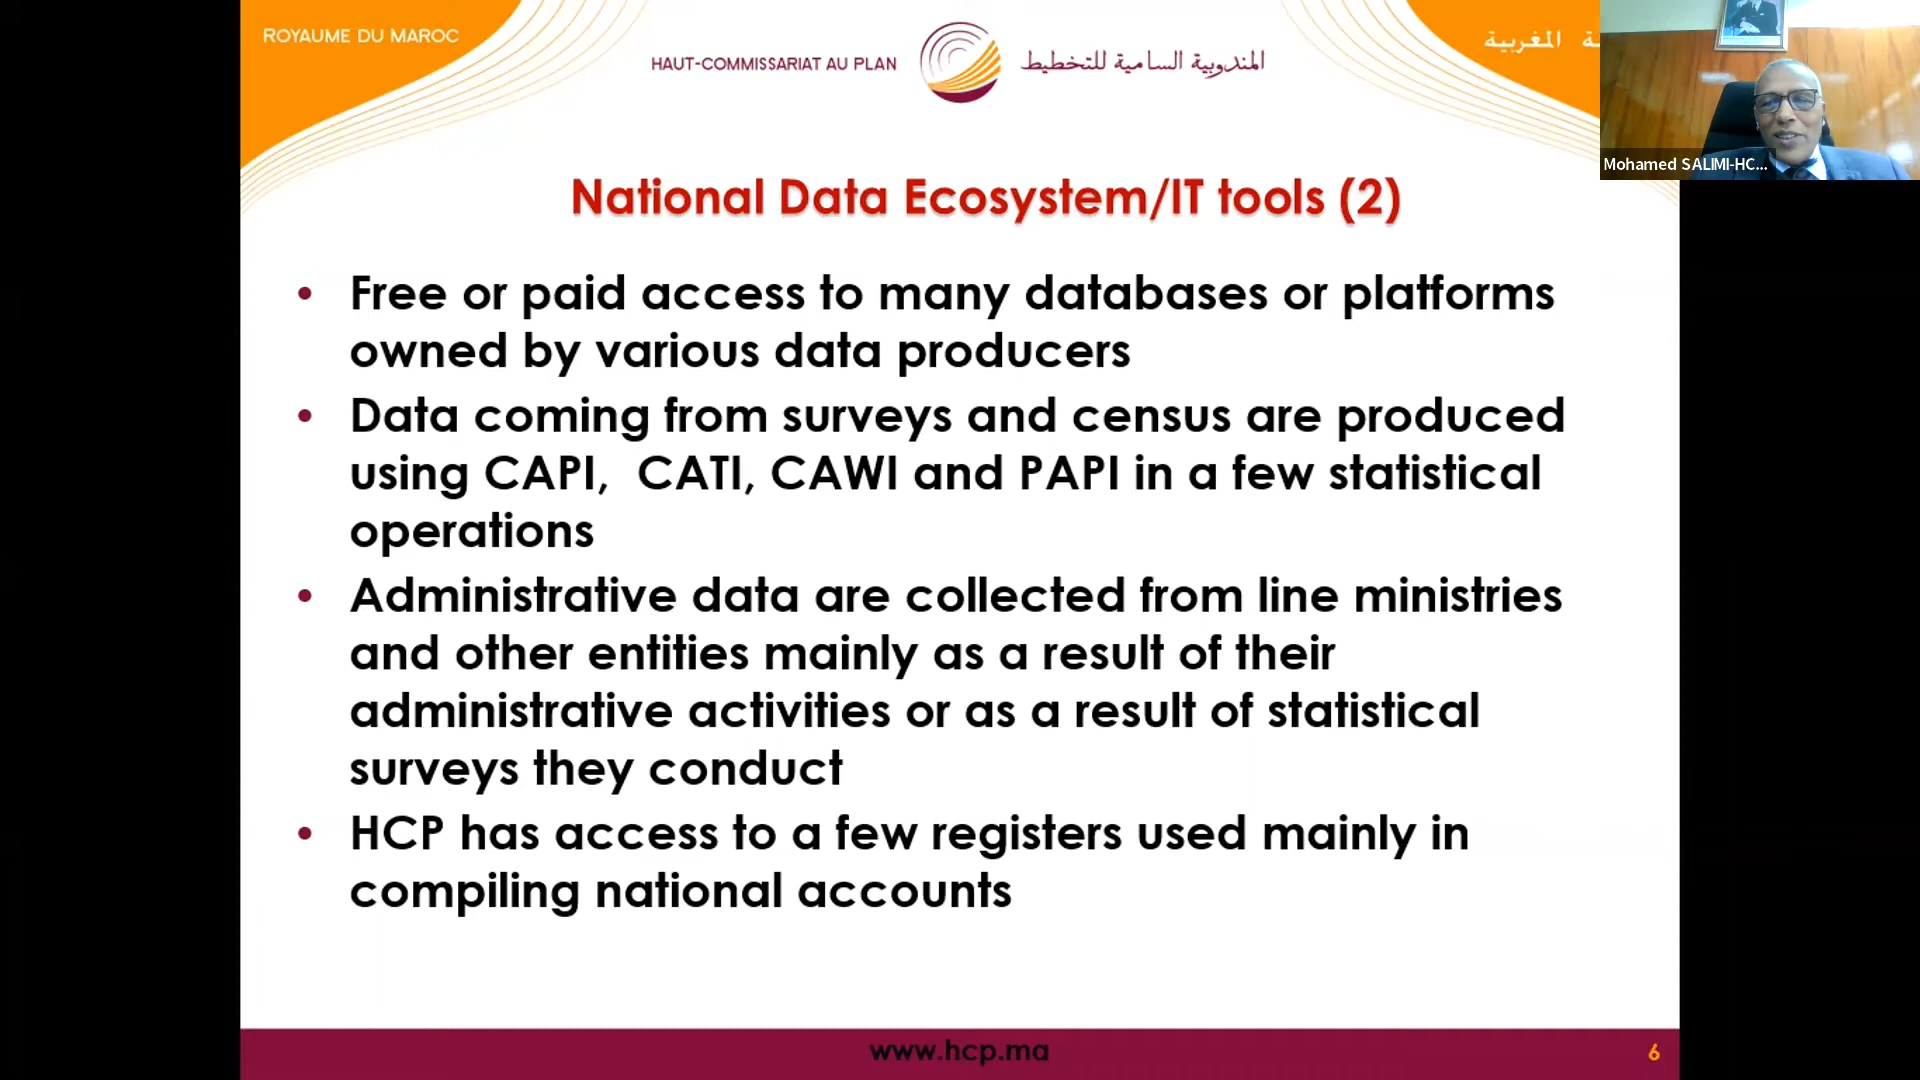 ROYAUME DU MAROC
HAUT-COMMISSARIAT AU PLAN
المندوبية السامية للتخطيط
المغربية
Mohamed SALIMI-HC...
National Data Ecosystem/IT tools (2)
• Free or paid access to many databases or platforms
owned by various data producers
• Data coming from surveys and census are produced
using CAPI, CATI, CAWI and PAPI in a few statistical
operations
• Administrative data are collected from line ministries
and other entities mainly as a result of their
administrative activities or as a result of statistical
surveys they conduct
• HCP has access to a few registers used mainly in
compiling national accounts
www.hcp.ma
6